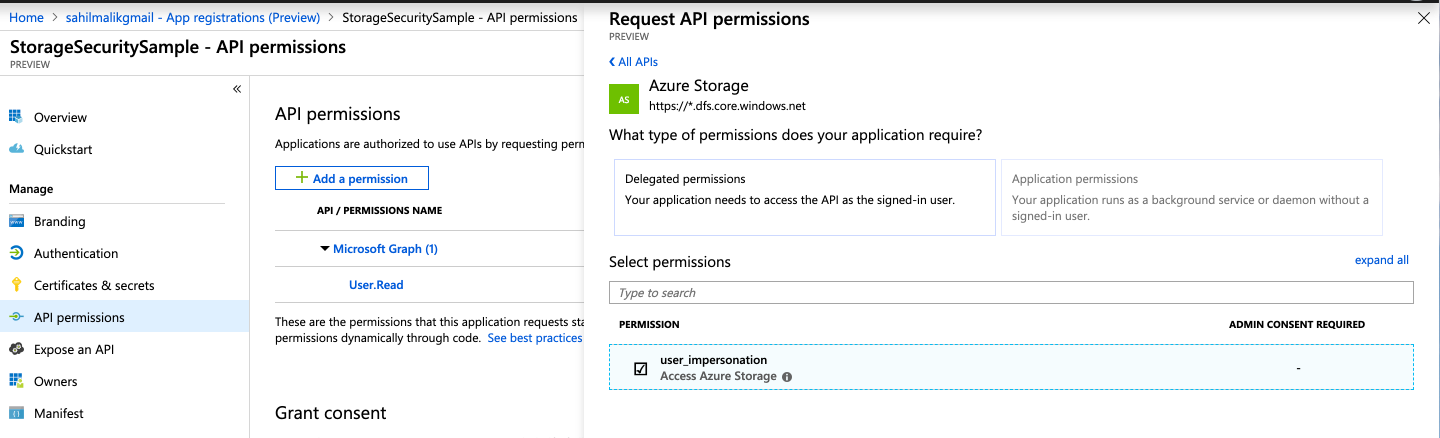 Home > sahilmalikgmail - App registrations (Preview) > StorageSecuritySample - API permissions
StorageSecuritySample - API permissions
PREVIEW
«
Overview
Quickstart
Manage
Branding
Authentication
Certificates & secrets
API permissions
Expose an API
Owners
Manifest
API permissions
Applications are authorized to use APIs by requesting perm
+ Add a permission
API / PERMISSIONS NAME
Microsoft Graph (1)
User.Read
These are the permissions that this application requests sta
permissions dynamically through code. See best practices
Grant consent
Request API permissions
PREVIEW
All APIs
AS
Azure Storage
https://*.dfs.core.windows.net
What type of permissions does your application require?
Delegated permissions
Your application needs to access the API as the signed-in user.
Application permissions
Your application runs as a background service or daemon without a
signed-in user.
Select permissions
expand all
Type to search
PERMISSION
ADMIN CONSENT REQUIRED
user_impersonation
Access Azure Storage
-